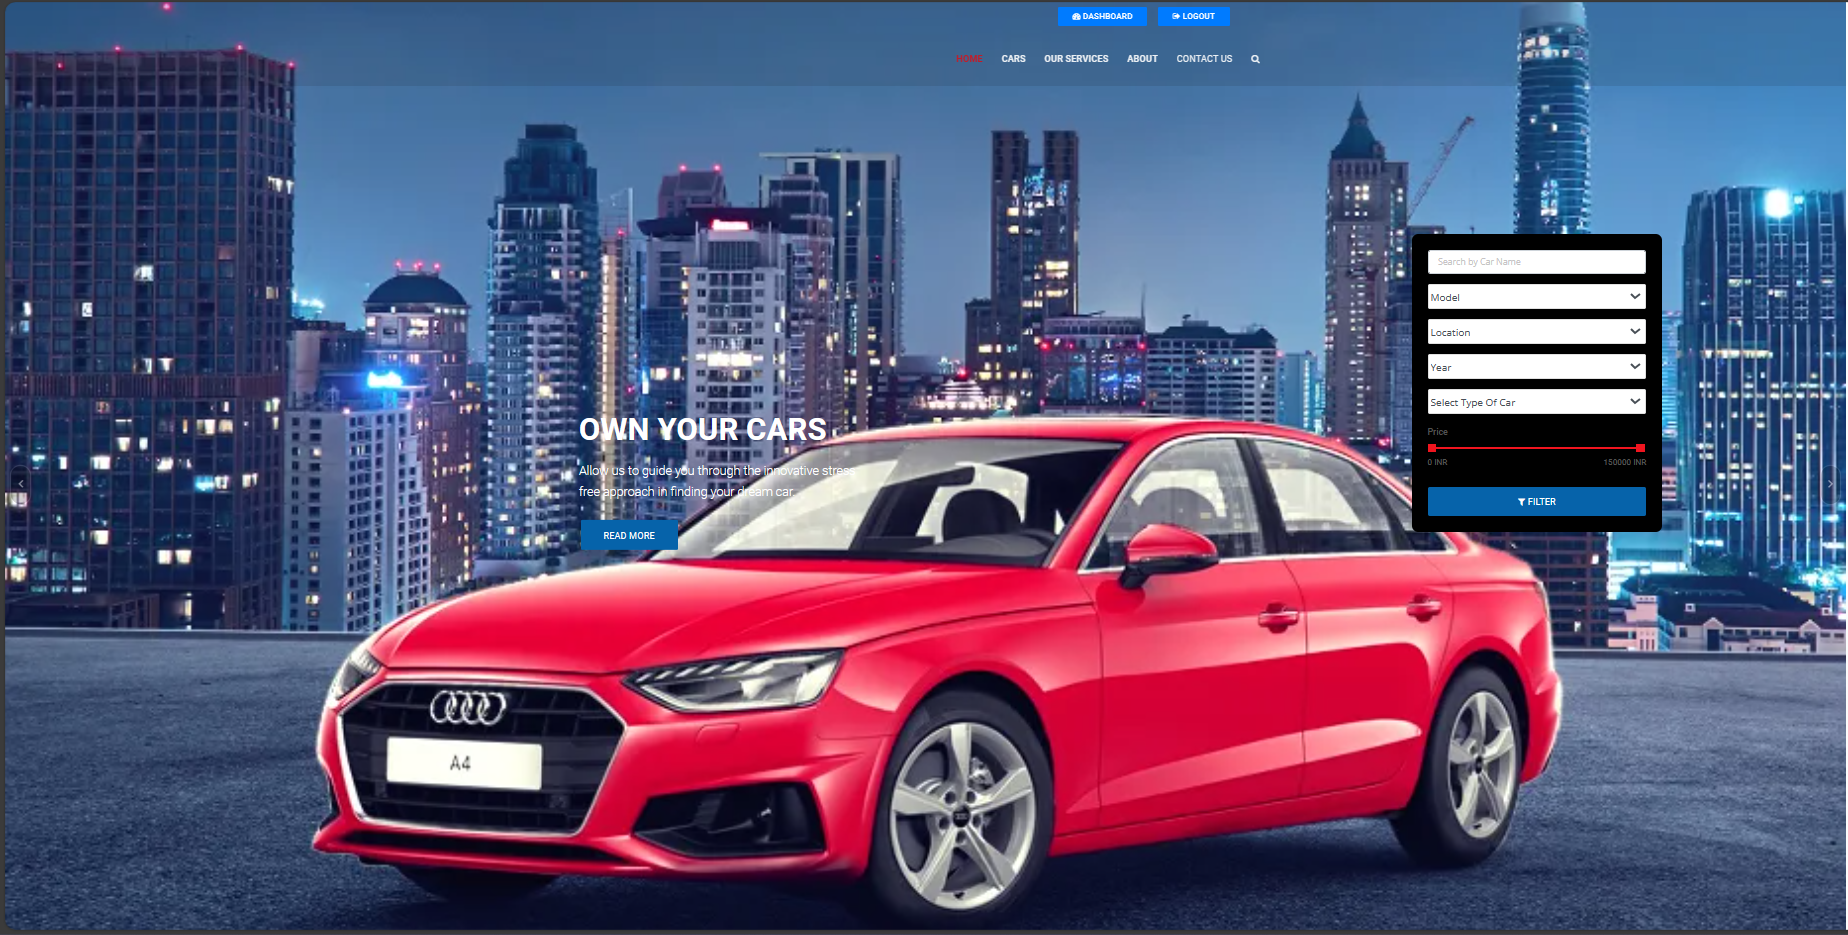 DASHBOARD
LOGOUT
HOME
CARS
OUR SERVICES
ABOUT
CONTACT US
Search by Car Name
Model
Location
Year
Select Type Of Car
Price
0 INR
150000 INR
FILTER
OWN YOUR CARS
Allow us to guide you through the innovative stress
free approach in finding your dream car.
READ MORE
A4